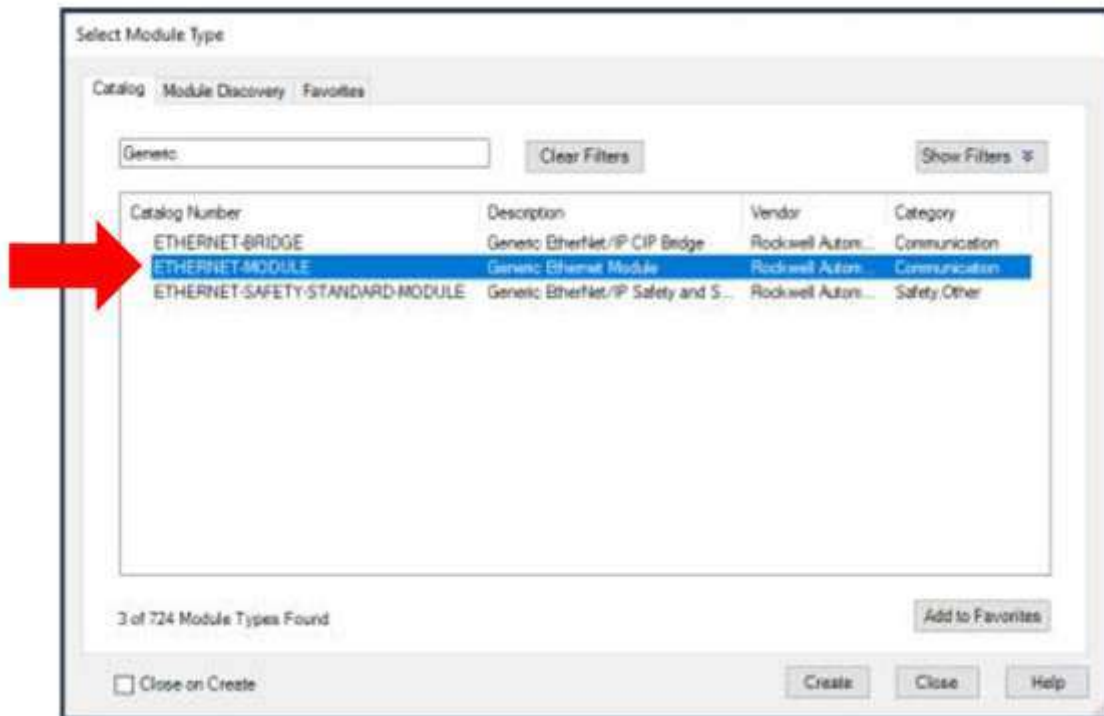 Select Module Type
Catalog Module Discovery Favorites
Generic Clear Filters Show Filters
Catalog Number Description Vendor Category
ETHERNET-BRIDGE Generic EtherNet/IP CIP Bridge Rockwell Autom... Communication
ETHERNET-MODULE Generic Ethernet Module Rockwell Autom... Communication
ETHERNET-SAFETY-STANDARD-MODULE Generic EtherNet/IP Safety and S... Rockwell Autom... Safety,Other
3 of 724 Module Types Found Add to Favorites
Close on Create Create Close Help